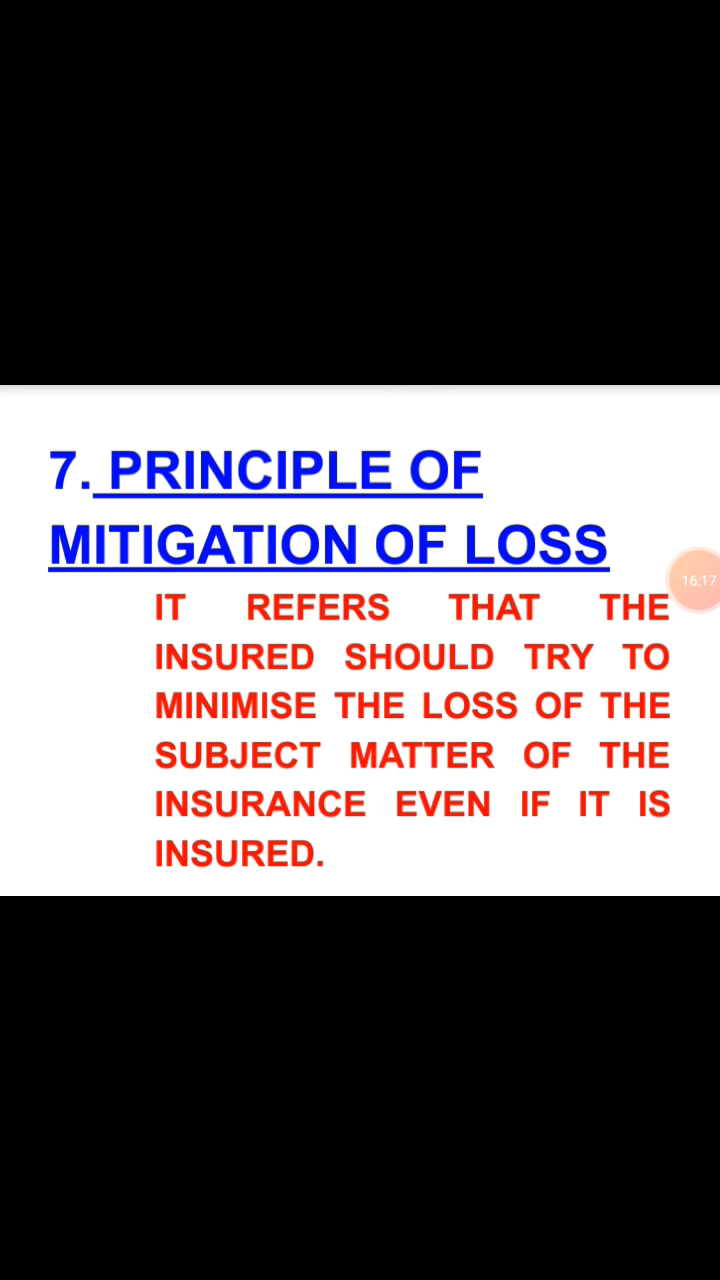 7. PRINCIPLE OF
MITIGATION OF LOSS
IT REFERS THAT THE
16:17
INSURED SHOULD TRY TO
MINIMISE THE LOSS OF THE
SUBJECT MATTER OF THE
INSURANCE EVEN IF IT IS
INSURED.